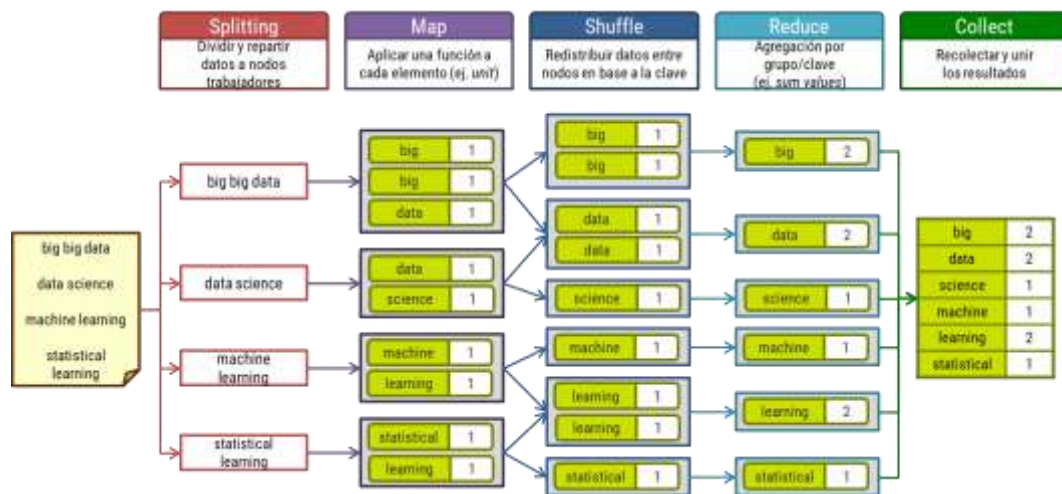 Splitting
Dividir y repartir
datos a nodos
trabajadores
Map
Aplicar una función a
cada elemento (ej. unit)
Shuffle
Redistribuir datos entre
nodos en base a la clave
Reduce
Agregación por
grupo/clave
(ej. sum values)
Collect
Recolectar y unir
los resultados
big big data
data science
machine learning
statistical
learning
big big data
data science
machine
learning
statistical
learning
big 1
big 1
data 1
data 1
science 1
machine 1
learning 1
statistical 1
learning 1
big 1
big 1
data 1
data 1
science 1
machine 1
learning 1
learning 1
statistical 1
big 2
data 2
science 1
machine 1
learning 2
statistical 1
big 2
data 2
science 1
machine 1
learning 2
statistical 1